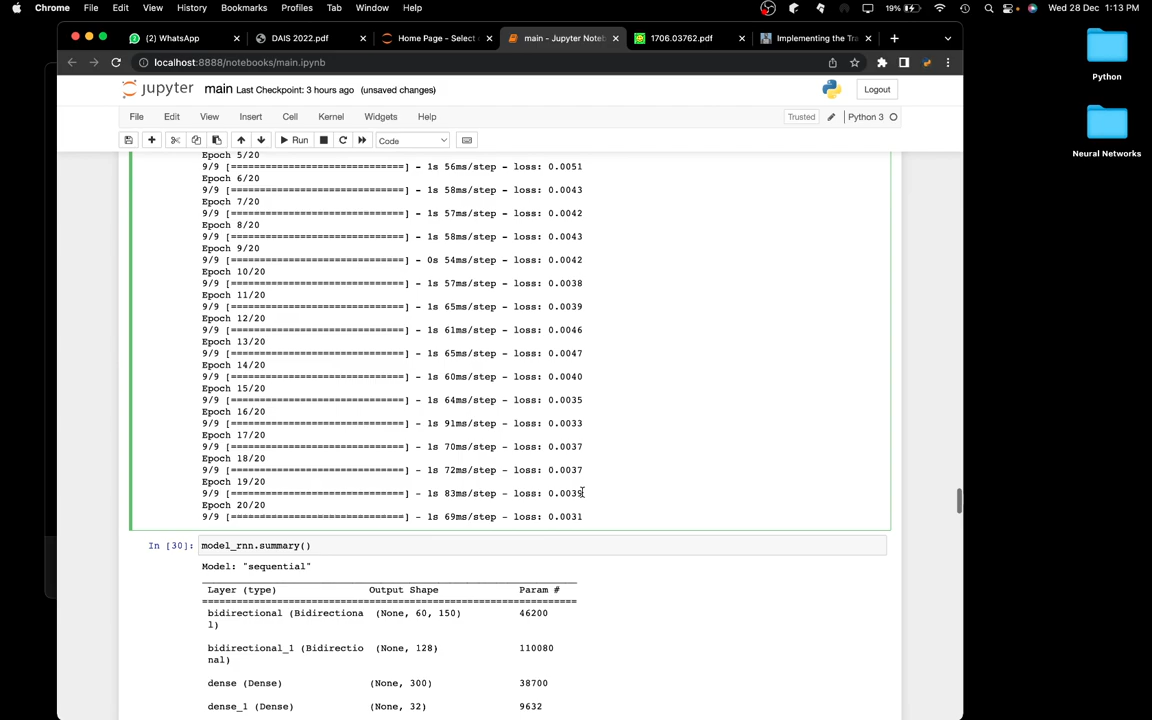 Chrome File Edit View History Bookmarks Profiles Tab Window Help 19% Wed 28 Dec 1:13 PM
(2) WhatsApp DAIS 2022.pdf Home Page - Select main - Jupyter Noteb 1706.03762.pdf Implementing the Tra
localhost:8888/notebooks/main.ipynb
jupyter main Last Checkpoint: 3 hours ago (unsaved changes) Logout
File Edit View Insert Cell Kernel Widgets Help Trusted Python 3
Run Code
Epoch 5/20
9/9 [==============================] - 1s 56ms/step - loss: 0.0051
Epoch 6/20
9/9 [==============================] - 1s 58ms/step - loss: 0.0043
Epoch 7/20
9/9 [==============================] - 1s 57ms/step - loss: 0.0042
Epoch 8/20
9/9 [==============================] - 1s 58ms/step - loss: 0.0043
Epoch 9/20
9/9 [==============================] - 0s 54ms/step - loss: 0.0042
Epoch 10/20
9/9 [==============================] - 1s 57ms/step - loss: 0.0038
Epoch 11/20
9/9 [==============================] - 1s 65ms/step - loss: 0.0039
Epoch 12/20
9/9 [==============================] - 1s 61ms/step - loss: 0.0046
Epoch 13/20
9/9 [==============================] - 1s 65ms/step - loss: 0.0047
Epoch 14/20
9/9 [==============================] - 1s 60ms/step - loss: 0.0040
Epoch 15/20
9/9 [==============================] - 1s 64ms/step - loss: 0.0035
Epoch 16/20
9/9 [==============================] - 1s 91ms/step - loss: 0.0033
Epoch 17/20
9/9 [==============================] - 1s 70ms/step - loss: 0.0037
Epoch 18/20
9/9 [==============================] - 1s 72ms/step - loss: 0.0037
Epoch 19/20
9/9 [==============================] - 1s 83ms/step - loss: 0.0039
Epoch 20/20
9/9 [==============================] - 1s 69ms/step - loss: 0.0031
In [30]: model_rnn.summary()
Model: "sequential"
Layer (type) Output Shape Param #
bidirectional (Bidirectiona (None, 60, 150) 46200
l)
bidirectional_1 (Bidirectio (None, 128) 110080
nal)
dense (Dense) (None, 300) 38700
dense_1 (Dense) (None, 32) 9632
Python
Neural Networks